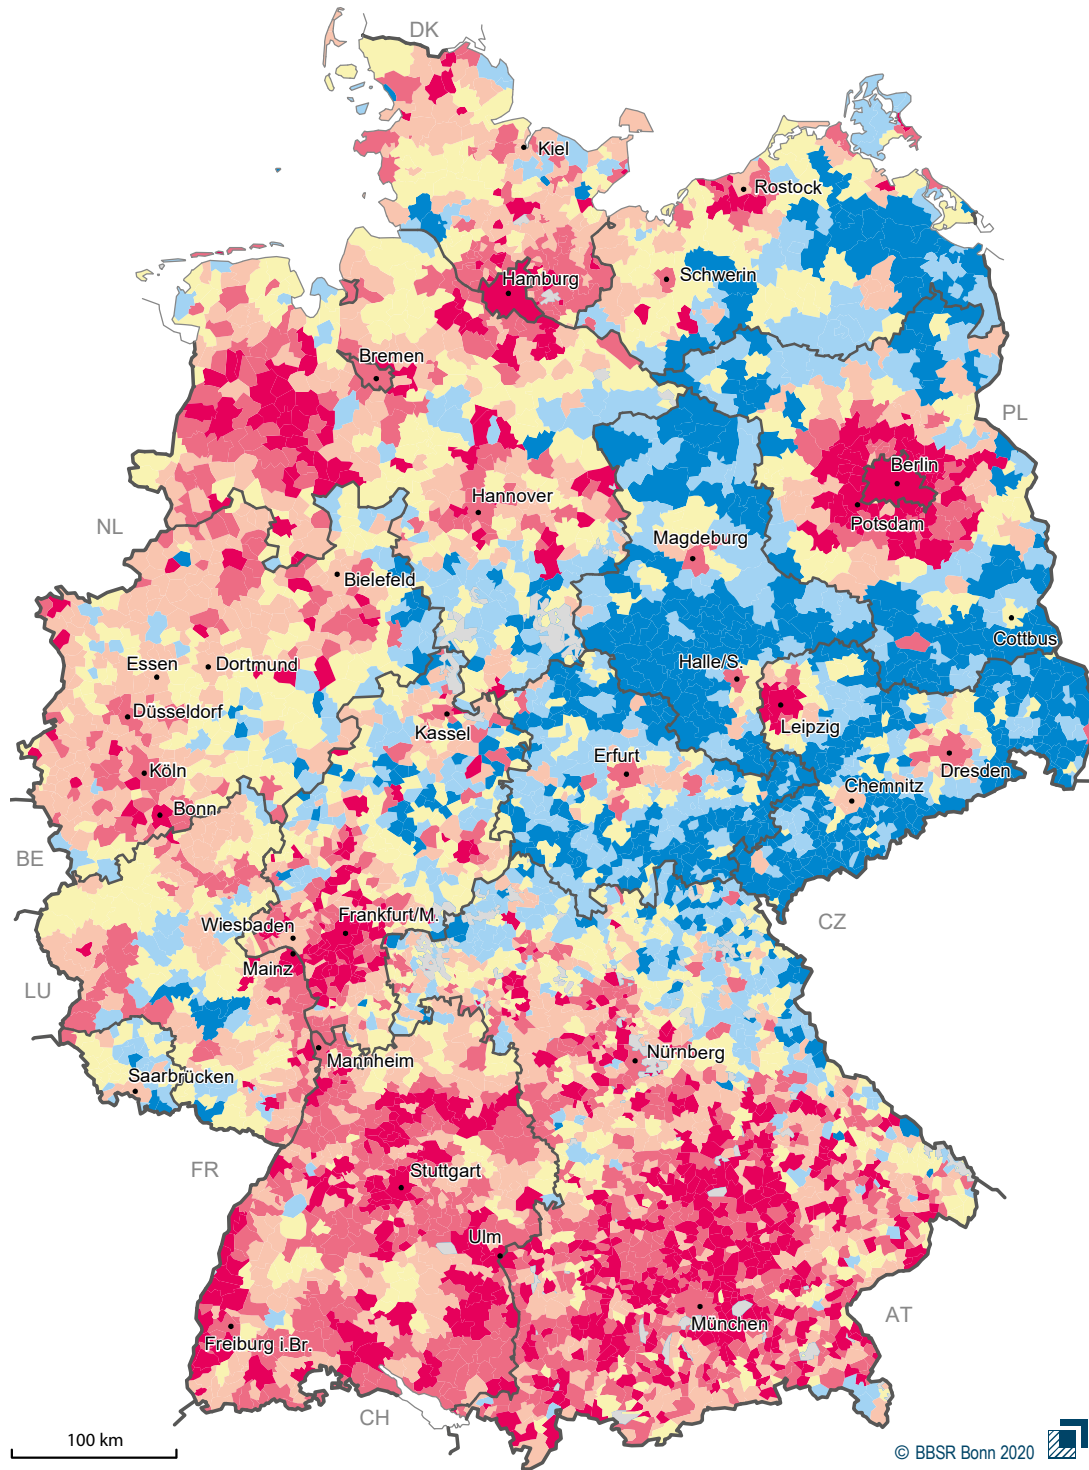 DK
Kiel
Rostock
Schwerin
Hamburg
Bremen
PL
Berlin
Hannover
NL
Potsdam
Magdeburg
Bielefeld
Cottbus
Essen
Dortmund
Halle/S.
Düsseldorf
Leipzig
Kassel
Erfurt
Dresden
Köln
Chemnitz
Bonn
BE
Frankfurt/M.
CZ
Wiesbaden
Mainz
LU
Nürnberg
Mannheim
Saarbrücken
FR
Stuttgart
Ulm
AT
München
Freiburg i.Br.
CH
100 km
© BBSR Bonn 2020